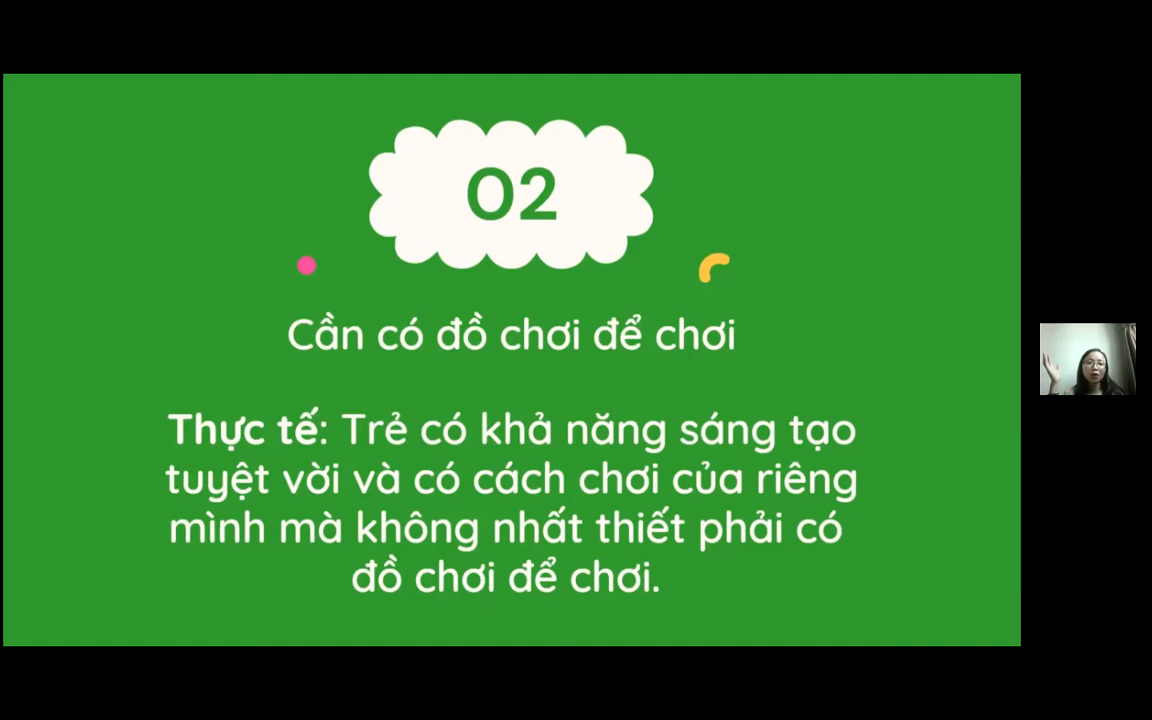 02
Cần có đồ chơi để chơi
Thực tế: Trẻ có khả năng sáng tạo
tuyệt vời và có cách chơi của riêng
mình mà không nhất thiết phải có
đồ chơi để chơi.